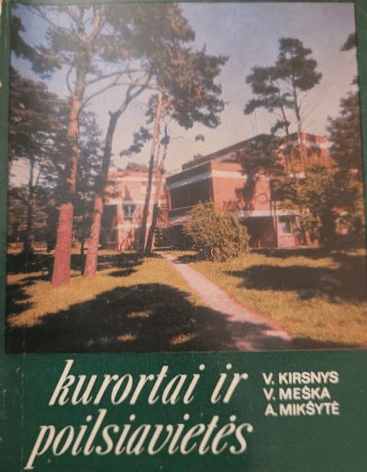 kurortai ir
poilsiavietės
V. KIRSNYS
V. MEŠKA
A. MIKŠYTĖ